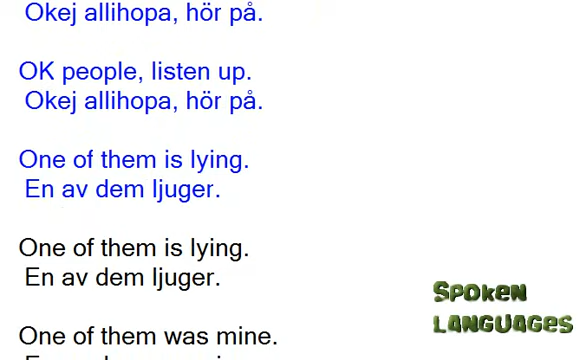 Okej allihopa, hör på.
OK people, listen up.
Okej allihopa, hör på.
One of them is lying.
En av dem ljuger.
One of them is lying.
En av dem ljuger.
One of them was mine.
Spoken
Languages